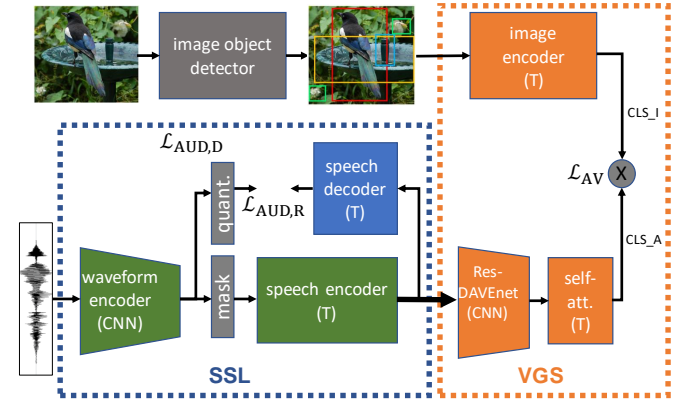 image object
detector
image
encoder
(T)
CLS_I
ℒAUD,D
quant.
ℒAUD,R
speech
decoder
(T)
ℒAV
X
CLS_A
waveform
encoder
(CNN)
mask
speech encoder
(T)
Res-
DAVEnet
(CNN)
self-
att.
(T)
SSL
VGS